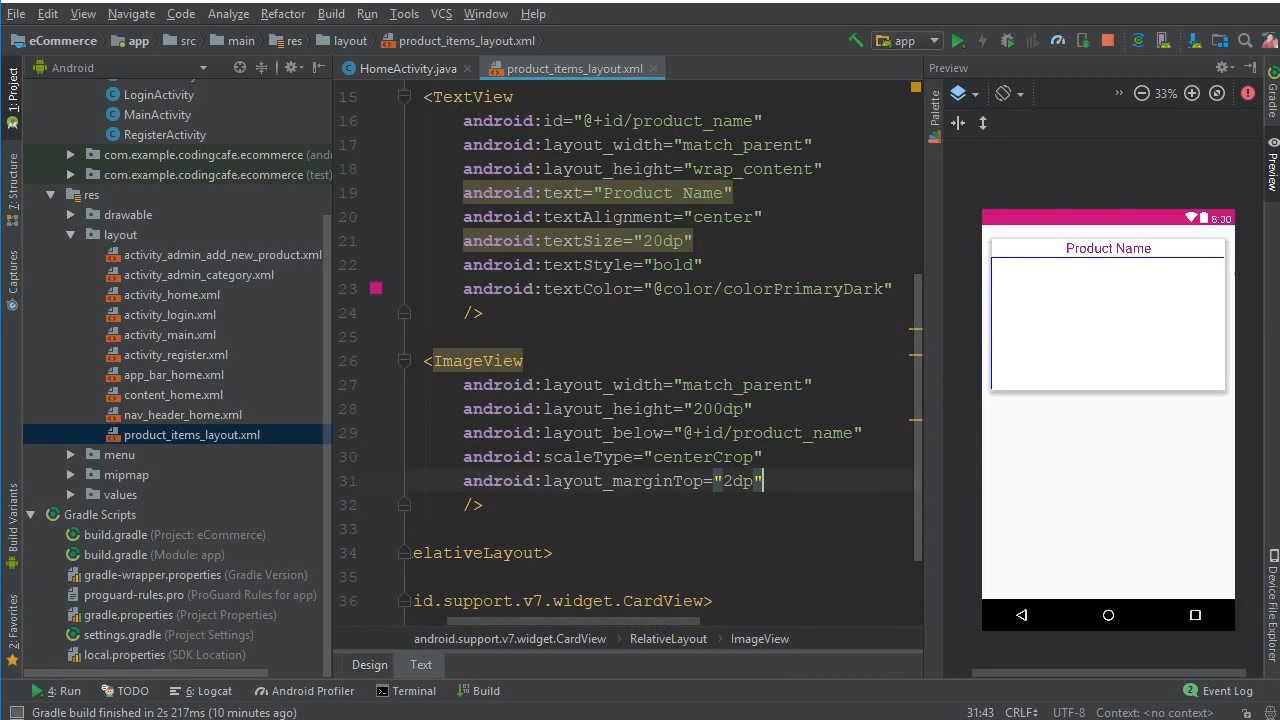 File Edit View Navigate Code Analyze Refactor Build Run Tools VCS Window Help
eCommerce app src main res layout product_items_layout.xml app
Android HomeActivity.java product_items_layout.xml Preview
1: Project
7: Structure
Captures
Build Variants
2: Favorites
LoginActivity
MainActivity
RegisterActivity
com.example.codingcafe.ecommerce (and
com.example.codingcafe.ecommerce (test)
res
drawable
layout
activity_admin_add_new_product.xml
activity_admin_category.xml
activity_home.xml
activity_login.xml
activity_main.xml
activity_register.xml
app_bar_home.xml
content_home.xml
nav_header_home.xml
product_items_layout.xml
menu
mipmap
values
Gradle Scripts
build.gradle (Project: eCommerce)
build.gradle (Module: app)
gradle-wrapper.properties (Gradle Version)
proguard-rules.pro (ProGuard Rules for app)
gradle.properties (Project Properties)
settings.gradle (Project Settings)
local.properties (SDK Location)
15 <TextView
16 android:id="@+id/product_name"
17 android:layout_width="match_parent"
18 android:layout_height="wrap_content"
19 android:text="Product Name"
20 android:textAlignment="center"
21 android:textSize="20dp"
22 android:textStyle="bold"
23 android:textColor="@color/colorPrimaryDark"
24 />
25
26 <ImageView
27 android:layout_width="match_parent"
28 android:layout_height="200dp"
29 android:layout_below="@+id/product_name"
30 android:scaleType="centerCrop"
31 android:layout_marginTop="2dp"
32 />
33
34 elativeLayout>
35
36 id.support.v7.widget.CardView>
android.support.v7.widget.CardView RelativeLayout ImageView
Design Text
Palette
33%
8:00
Product Name
Gradle
Preview
Device File Explorer
4: Run TODO 6: Logcat Android Profiler Terminal Build 2 Event Log
Gradle build finished in 2s 217ms (10 minutes ago) 31:43 CRLF UTF-8 Context: <no context>